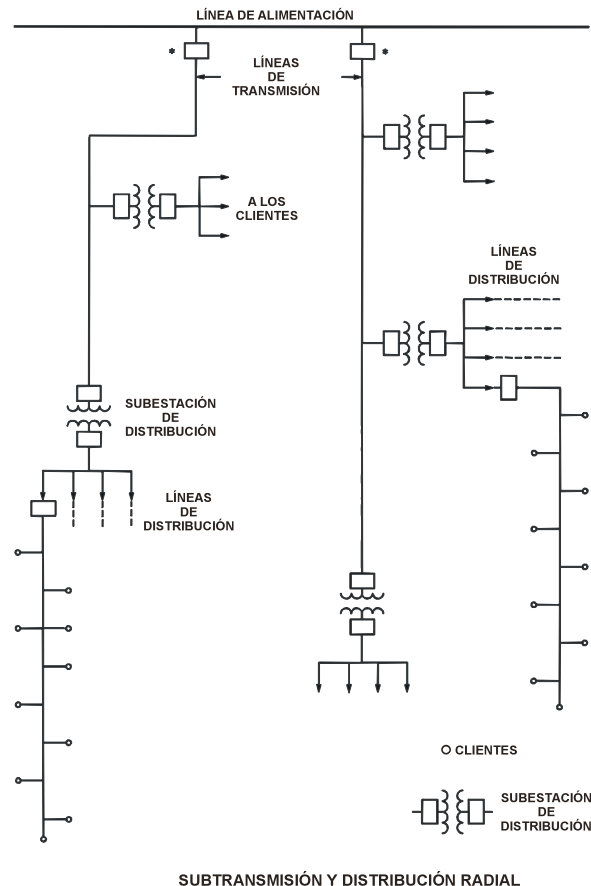 LÍNEA DE ALIMENTACIÓN
*
*
LÍNEAS
DE
TRANSMISIÓN
A LOS
CLIENTES
LÍNEAS
DE
DISTRIBUCIÓN
SUBESTACIÓN
DE
DISTRIBUCIÓN
LÍNEAS
DE
DISTRIBUCIÓN
CLIENTES
SUBESTACIÓN
DE
DISTRIBUCIÓN
SUBTRANSMISIÓN Y DISTRIBUCIÓN RADIAL